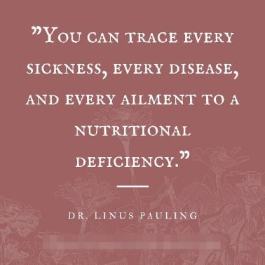 "You can trace every
sickness, every disease,
and every ailment to a
nutritional
deficiency."
Dr. Linus Pauling